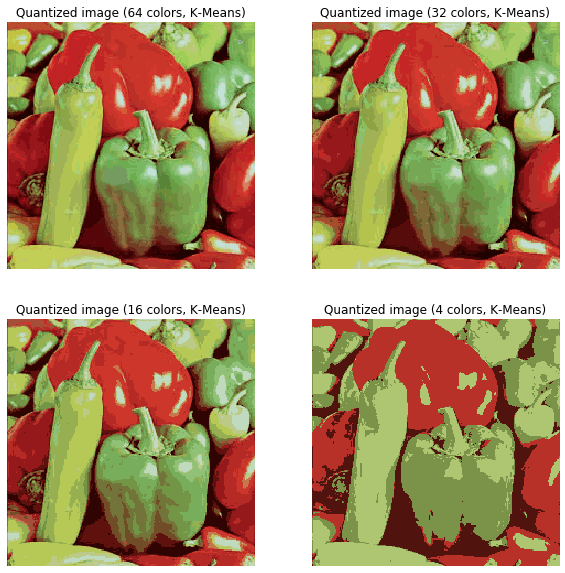 Quantized image (64 colors, K-Means)
Quantized image (32 colors, K-Means)
Quantized image (16 colors, K-Means)
Quantized image (4 colors, K-Means)